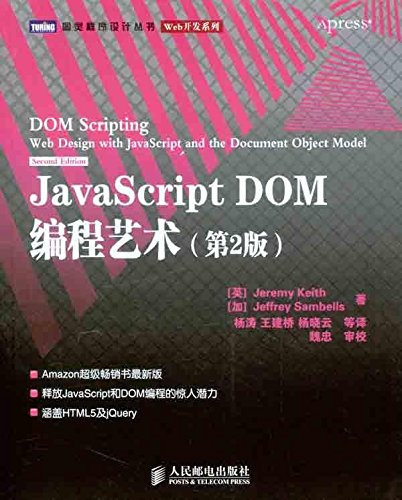 TURING 图灵程序设计丛书 Web开发系列
Apress®
DOM Scripting
Web Design with JavaScript and the Document Object Model
Second Edition
JavaScript DOM
编程艺术（第2版）
[英] Jeremy Keith
[加] Jeffrey Sambells 著
杨涛 王建桥 杨晓云 等译
魏忠 审校
Amazon超级畅销书最新版
释放JavaScript和DOM编程的惊人潜力
涵盖HTML5及jQuery
人民邮电出版社
POSTS & TELECOM PRESS